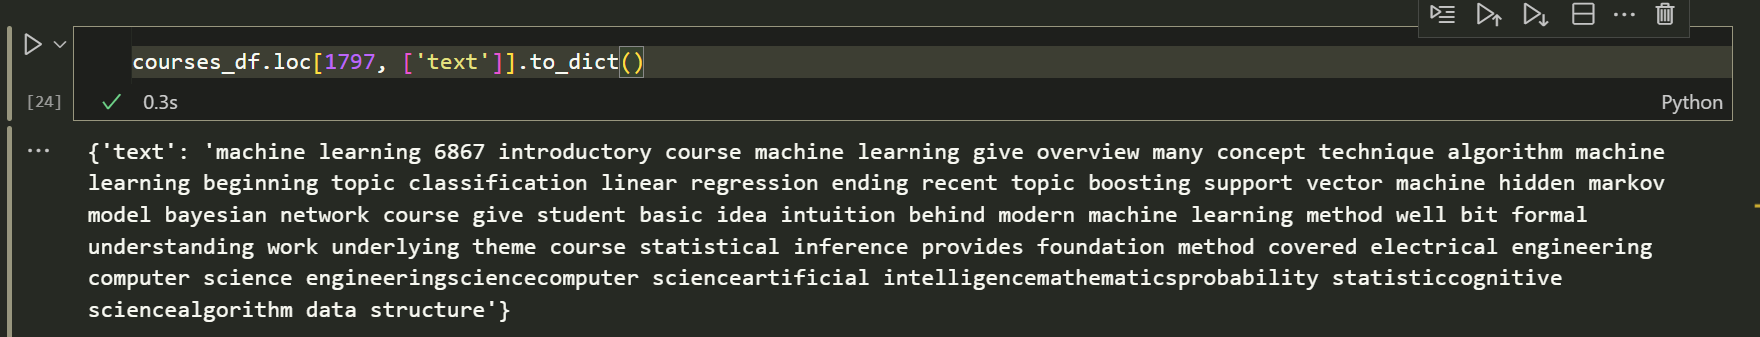 courses_df.loc[1797, ['text']].to_dict()
[24]
0.3s
Python
{'text': 'machine learning 6867 introductory course machine learning give overview many concept technique algorithm machine
learning beginning topic classification linear regression ending recent topic boosting support vector machine hidden markov
model bayesian network course give student basic idea intuition behind modern machine learning method well bit formal
understanding work underlying theme course statistical inference provides foundation method covered electrical engineering
computer science engineeringsciencecomputer scienceartificial intelligencemathematicsprobability statisticcognitive
sciencealgorithm data structure'}